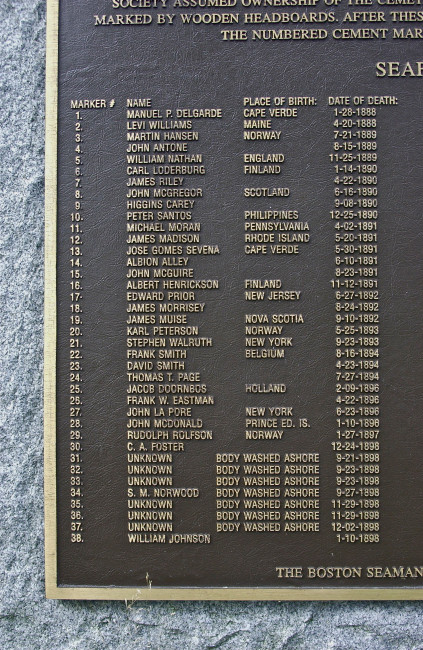 SOCIETY ASSUMED OWNERSHIP OF THE CEMET
MARKED BY WOODEN HEADBOARDS. AFTER THES
THE NUMBERED CEMENT MAR
SEAF
MARKER # NAME PLACE OF BIRTH: DATE OF DEATH:
1. MANUEL P. DELGARDE CAPE VERDE 1-28-1888
2. LEVI WILLIAMS MAINE 4-20-1888
3. MARTIN HANSEN NORWAY 7-21-1889
4. JOHN ANTONE 8-15-1889
5. WILLIAM NATHAN ENGLAND 11-25-1889
6. CARL LODERBURG FINLAND 1-14-1890
7. JAMES RILEY 4-22-1890
8. JOHN MCGREGOR SCOTLAND 5-16-1890
9 HIGGINS CAREY 9-08-1890
10. PETER SANTOS PHILIPPINES 12-25-1890
11. MICHAEL MORAN PENNSYLVANIA 4-02-1891
12. JAMES MADISON RHODE ISLAND 5-20-1891
13. JOSE GOMES SEVENA CAPE VERDE 5-30-1891
14. ALBION ALLEY 6-10-1891
15. JOHN MCGUIRE 8-23-1891
16. ALBERT HENRICKSON FINLAND 11-12-1891
17. EDWARD PRIOR NEW JERSEY 6-27-1892
18. JAMES MORRISEY 8-24-1892
19. JAMES MUISE NOVA SCOTIA 9-10-1892
20. KARL PETERSON NORWAY 5-25-1893
21. STEPHEN WALRUTH NEW YORK 9-23-1893
22. FRANK SMITH BELGIUM 8-16-1894
23. DAVID SMITH 4-23-1894
24. THOMAS T. PAGE 7-27-1894
25. JACOB DOORNBOS HOLLAND 2-09-1896
26. FRANK W. EASTMAN 4-22-1896
27. JOHN LA PORE NEW YORK 6-23-1896
28. JOHN MCDONALD PRINCE ED. IS. 1-10-1896
29. RUDOLPH ROLFSON NORWAY 1-27-1897
30. C. A. FOSTER 12-24-1898
31. UNKNOWN BODY WASHED ASHORE 9-21-1898
32. UNKNOWN BODY WASHED ASHORE 9-23-1898
33. UNKNOWN BODY WASHED ASHORE 9-23-1898
34. S. M. NORWOOD BODY WASHED ASHORE 9-27-1898
35. UNKNOWN BODY WASHED ASHORE 11-29-1898
36. UNKNOWN BODY WASHED ASHORE 11-29-1898
37. UNKNOWN BODY WASHED ASHORE 12-02-1898
38. WILLIAM JOHNSON 1-10-1898
THE BOSTON SEAMAN